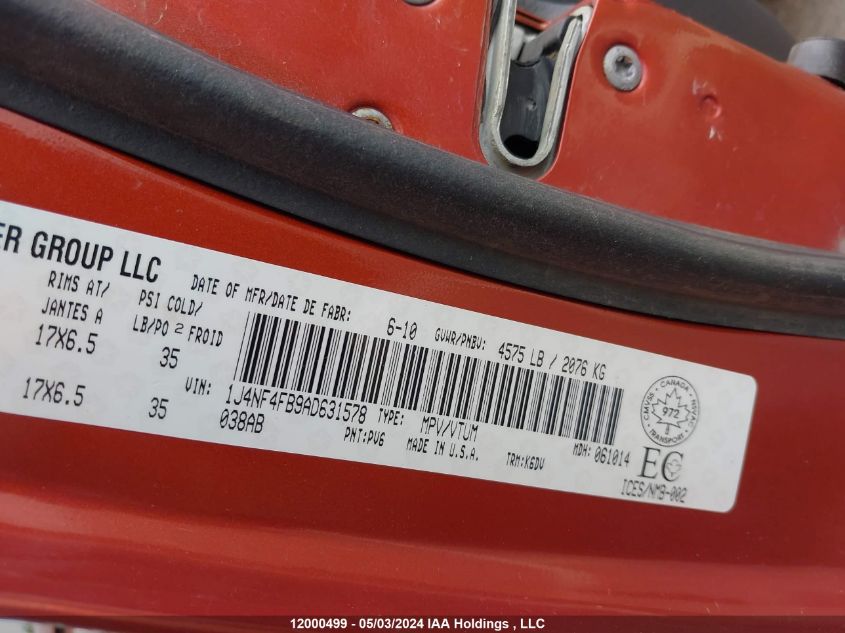 ER GROUP LLC
DATE OF MFR/DATE DE FABR: 6-10 GVWR/PNBV: 4575 LB / 2076 KG
RIMS AT/ PSI COLD/
JANTES A LB/PO 2 FROID
17X6.5 35
17X6.5 35
VIN: 1J4NF4FB9AD631578 TYPE: MPV/VTUM
038AB PNT:PV6 MADE IN U.S.A. TRM:K6DV MDH: 061014
CMVSS • CANADA • NSVAC
972
EC
ICES/NMB-002
12000499 - 05/03/2024 IAA Holdings , LLC